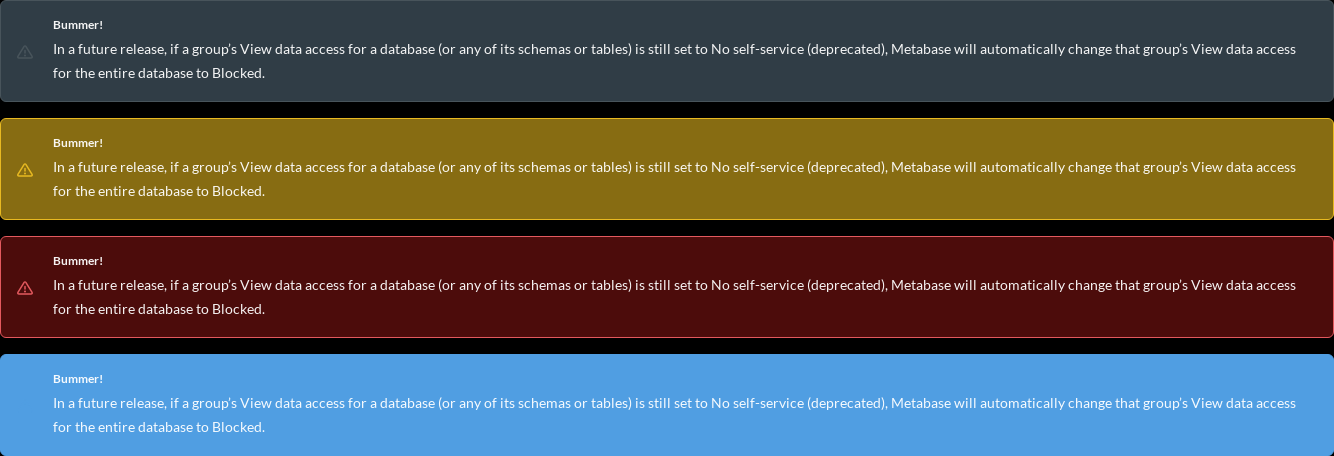 Bummer!
In a future release, if a group’s View data access for a database (or any of its schemas or tables) is still set to No self-service (deprecated), Metabase will automatically change that group’s View data access
for the entire database to Blocked.
Bummer!
In a future release, if a group’s View data access for a database (or any of its schemas or tables) is still set to No self-service (deprecated), Metabase will automatically change that group’s View data access
for the entire database to Blocked.
Bummer!
In a future release, if a group’s View data access for a database (or any of its schemas or tables) is still set to No self-service (deprecated), Metabase will automatically change that group’s View data access
for the entire database to Blocked.
Bummer!
In a future release, if a group’s View data access for a database (or any of its schemas or tables) is still set to No self-service (deprecated), Metabase will automatically change that group’s View data access
for the entire database to Blocked.